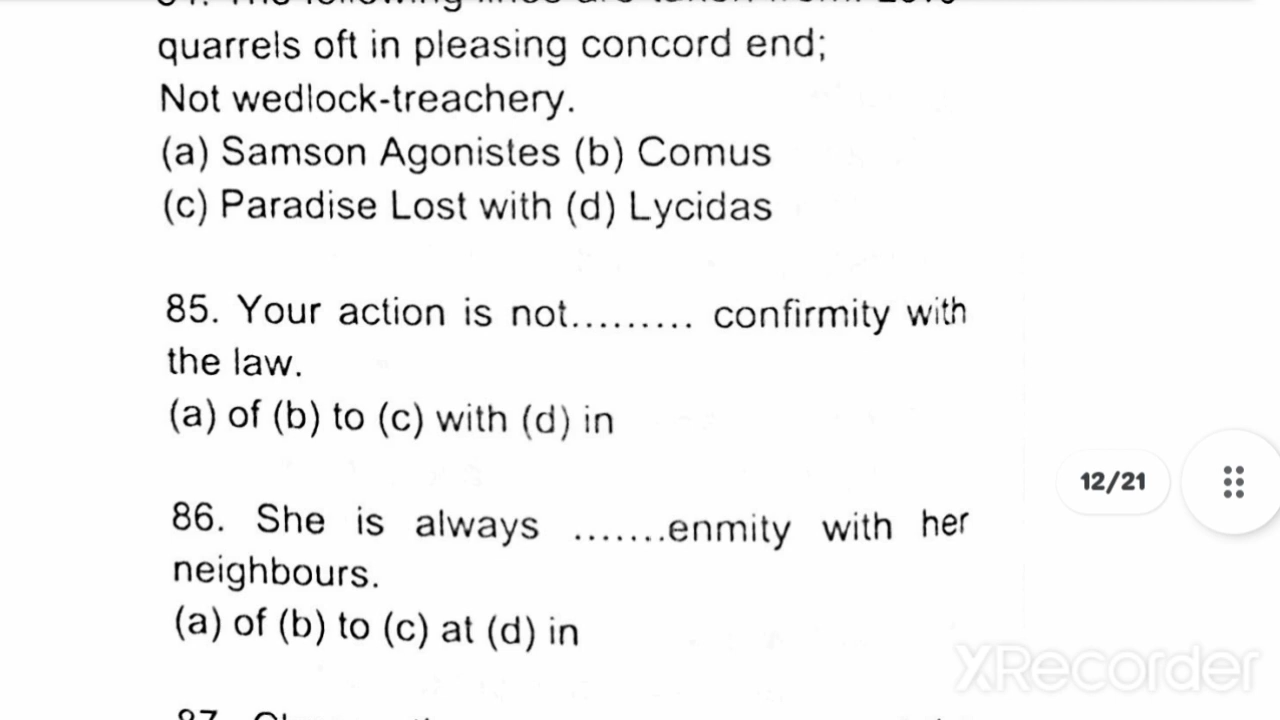 quarrels oft in pleasing concord end;
Not wedlock-treachery.
(a) Samson Agonistes (b) Comus
(c) Paradise Lost with (d) Lycidas
85. Your action is not......... confirmity with
the law.
(a) of (b) to (c) with (d) in
86. She is always .......enmity with her
neighbours.
(a) of (b) to (c) at (d) in
12/21
XRecorder